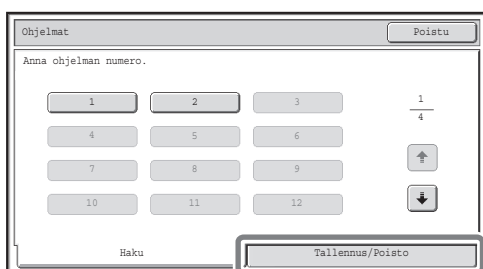 Ohjelmat Poistu
Anna ohjelman numero.
1 2 3 1
4
4 5 6
7 8 9
10 11 12
Haku Tallennus/Poisto